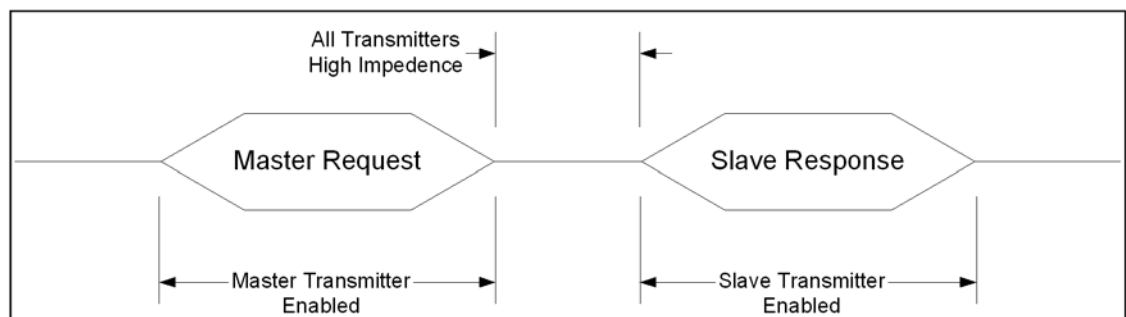 All Transmitters
High Impedence
Master Request
Slave Response
Master Transmitter
Enabled
Slave Transmitter
Enabled